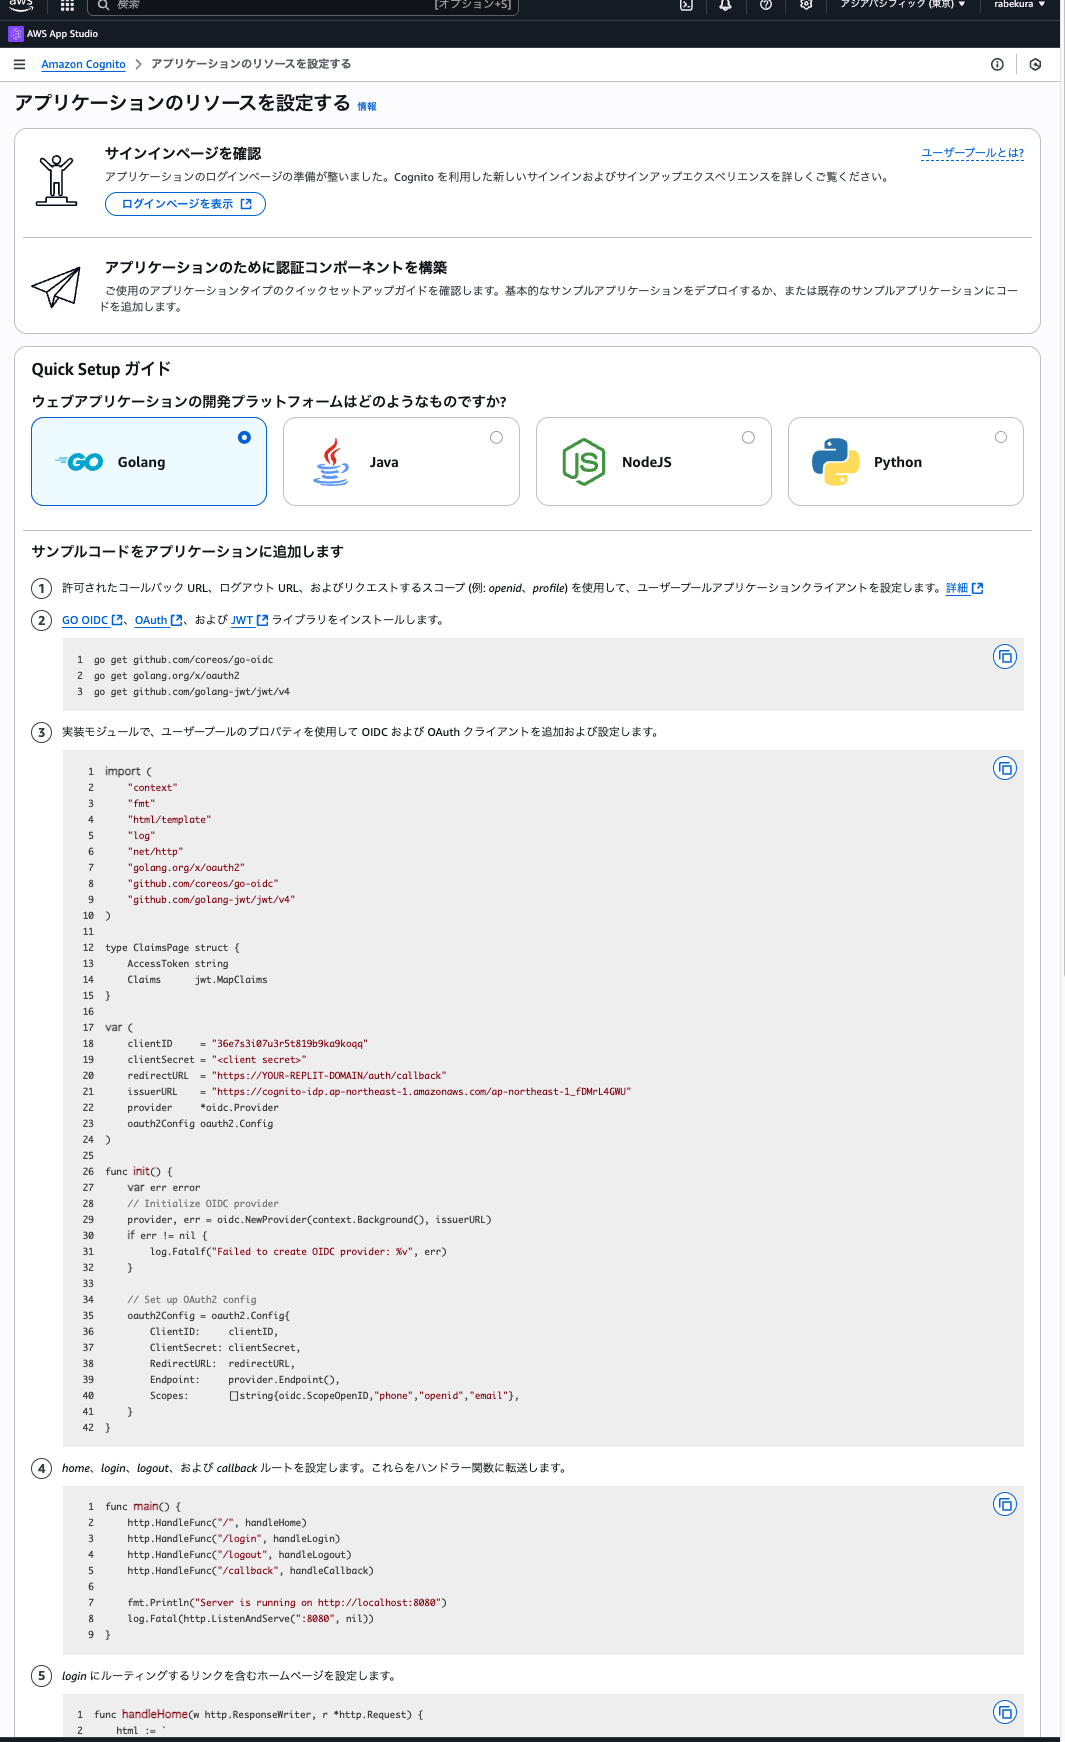 aws
検索
[オプション+S]
アジアパシフィック (東京) ▼
rabekura ▼
AWS App Studio
Amazon Cognito > アプリケーションのリソースを設定する
アプリケーションのリソースを設定する 情報
サインインページを確認
ユーザープールとは?
アプリケーションのログインページの準備が整いました。Cognito を利用した新しいサインインおよびサインアップエクスペリエンスを詳しくご覧ください。
ログインページを表示
アプリケーションのために認証コンポーネントを構築
ご使用のアプリケーションタイプのクイックセットアップガイドを確認します。基本的なサンプルアプリケーションをデプロイするか、または既存のサンプルアプリケーションにコー
ドを追加します。
Quick Setup ガイド
ウェブアプリケーションの開発プラットフォームはどのようなものですか?
GO Golang
Java
JS NodeJS
Python
サンプルコードをアプリケーションに追加します
1 許可されたコールバック URL、ログアウト URL、およびリクエストするスコープ (例: openid、profile) を使用して、ユーザープールアプリケーションクライアントを設定します。詳細
2 GO OIDC、OAuth、および JWT ライブラリをインストールします。
1 go get github.com/coreos/go-oidc
2 go get golang.org/x/oauth2
3 go get github.com/golang-jwt/jwt/v4
3 実装モジュールで、ユーザープールのプロパティを使用して OIDC および OAuth クライアントを追加および設定します。
1 import (
2     "context"
3     "fmt"
4     "html/template"
5     "log"
6     "net/http"
7     "golang.org/x/oauth2"
8     "github.com/coreos/go-oidc"
9     "github.com/golang-jwt/jwt/v4"
10 )
11
12 type ClaimsPage struct {
13     AccessToken string
14     Claims      jwt.MapClaims
15 }
16
17 var (
18     clientID     = "36e7s3i07u3r5t819b9ka9koqq"
19     clientSecret = "<client secret>"
20     redirectURL  = "https://YOUR-REPLIT-DOMAIN/auth/callback"
21     issuerURL    = "https://cognito-idp.ap-northeast-1.amazonaws.com/ap-northeast-1_fDMrL4GWU"
22     provider     *oidc.Provider
23     oauth2Config oauth2.Config
24 )
25
26 func init() {
27     var err error
28     // Initialize OIDC provider
29     provider, err = oidc.NewProvider(context.Background(), issuerURL)
30     if err != nil {
31         log.Fatalf("Failed to create OIDC provider: %v", err)
32     }
33
34     // Set up OAuth2 config
35     oauth2Config = oauth2.Config{
36         ClientID:     clientID,
37         ClientSecret: clientSecret,
38         RedirectURL:  redirectURL,
39         Endpoint:     provider.Endpoint(),
40         Scopes:       []string{oidc.ScopeOpenID,"phone","openid","email"},
41     }
42 }
4 home、login、logout、および callback ルートを設定します。これらをハンドラー関数に転送します。
1 func main() {
2     http.HandleFunc("/", handleHome)
3     http.HandleFunc("/login", handleLogin)
4     http.HandleFunc("/logout", handleLogout)
5     http.HandleFunc("/callback", handleCallback)
6
7     fmt.Println("Server is running on http://localhost:8080")
8     log.Fatal(http.ListenAndServe(":8080", nil))
9 }
5 login にルーティングするリンクを含むホームページを設定します。
1 func handleHome(w http.ResponseWriter, r *http.Request) {
2     html := `